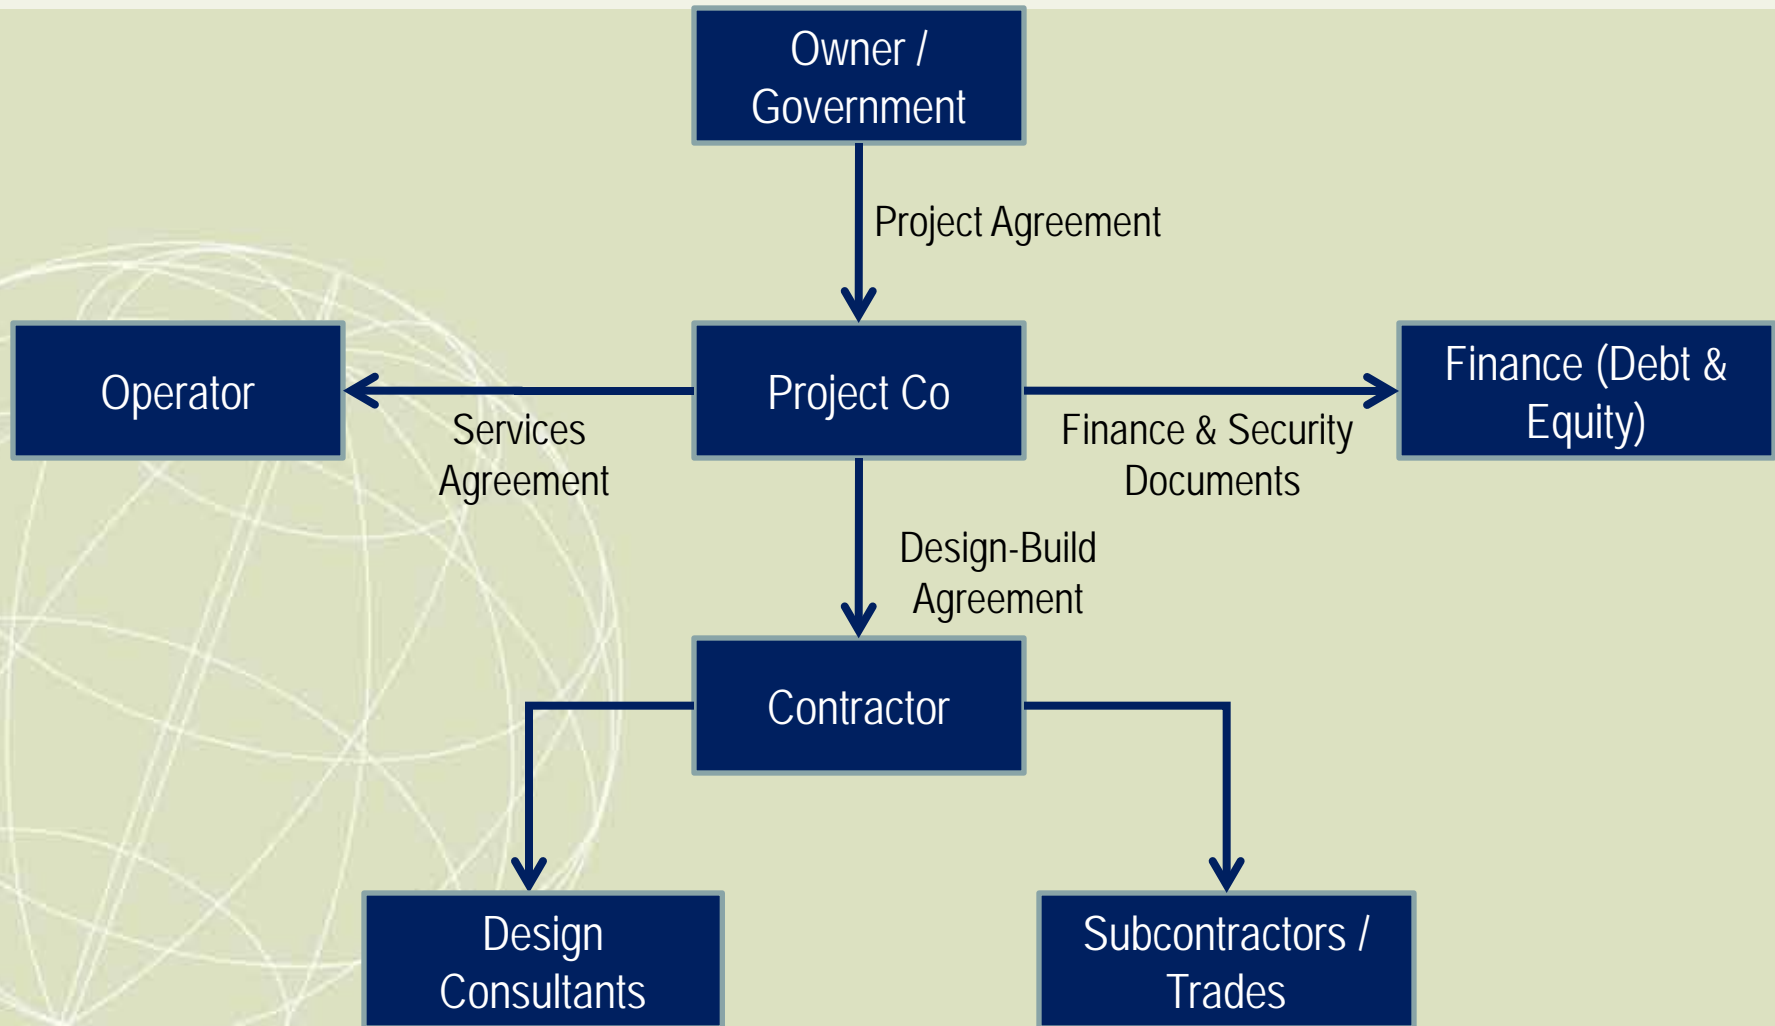 Owner /
Government
Project Agreement
Operator
Project Co
Finance (Debt &
Equity)
Services
Agreement
Finance & Security
Documents
Design-Build
Agreement
Contractor
Design
Consultants
Subcontractors /
Trades